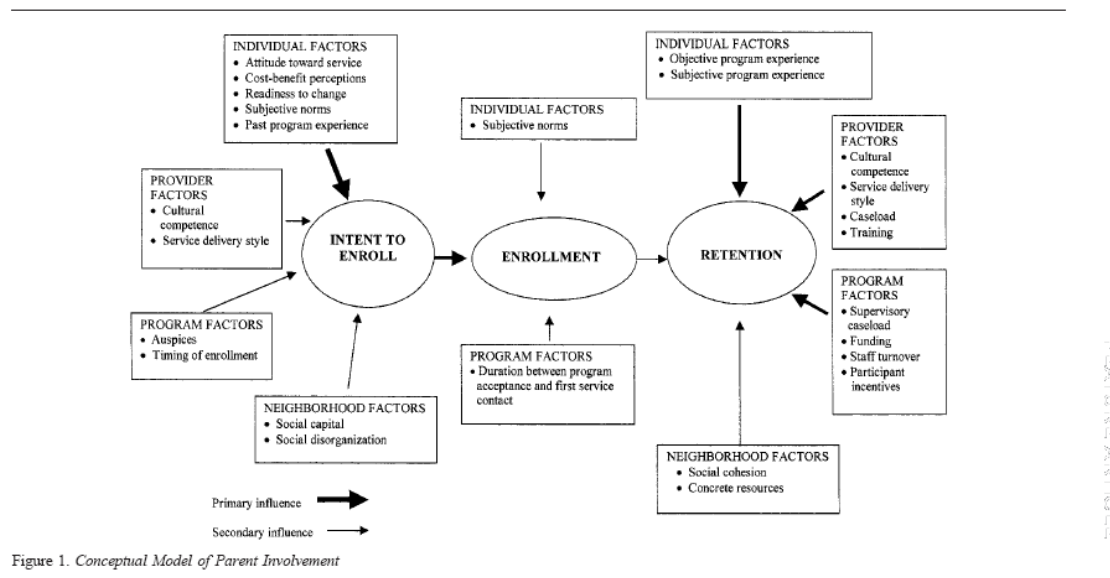 INDIVIDUAL FACTORS
• Attitude toward service
• Cost-benefit perceptions
• Readiness to change
• Subjective norms
• Past program experience
PROVIDER
FACTORS
• Cultural
competence
• Service delivery style
PROGRAM FACTORS
• Auspices
• Timing of enrollment
NEIGHBORHOOD FACTORS
• Social capital
• Social disorganization
INTENT TO
ENROLL
INDIVIDUAL FACTORS
• Subjective norms
ENROLLMENT
PROGRAM FACTORS
• Duration between program
acceptance and first service
contact
INDIVIDUAL FACTORS
• Objective program experience
• Subjective program experience
RETENTION
PROVIDER
FACTORS
• Cultural
competence
• Service delivery
style
• Caseload
• Training
PROGRAM
FACTORS
• Supervisory
caseload
• Funding
• Staff turnover
• Participant
incentives
NEIGHBORHOOD FACTORS
• Social cohesion
• Concrete resources
Primary influence
Secondary influence
Figure 1. Conceptual Model of Parent Involvement